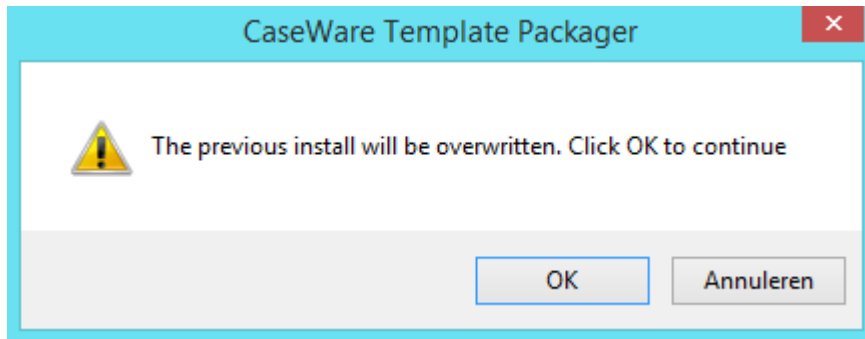 CaseWare Template Packager
The previous install will be overwritten. Click OK to continue
OK
Annuleren